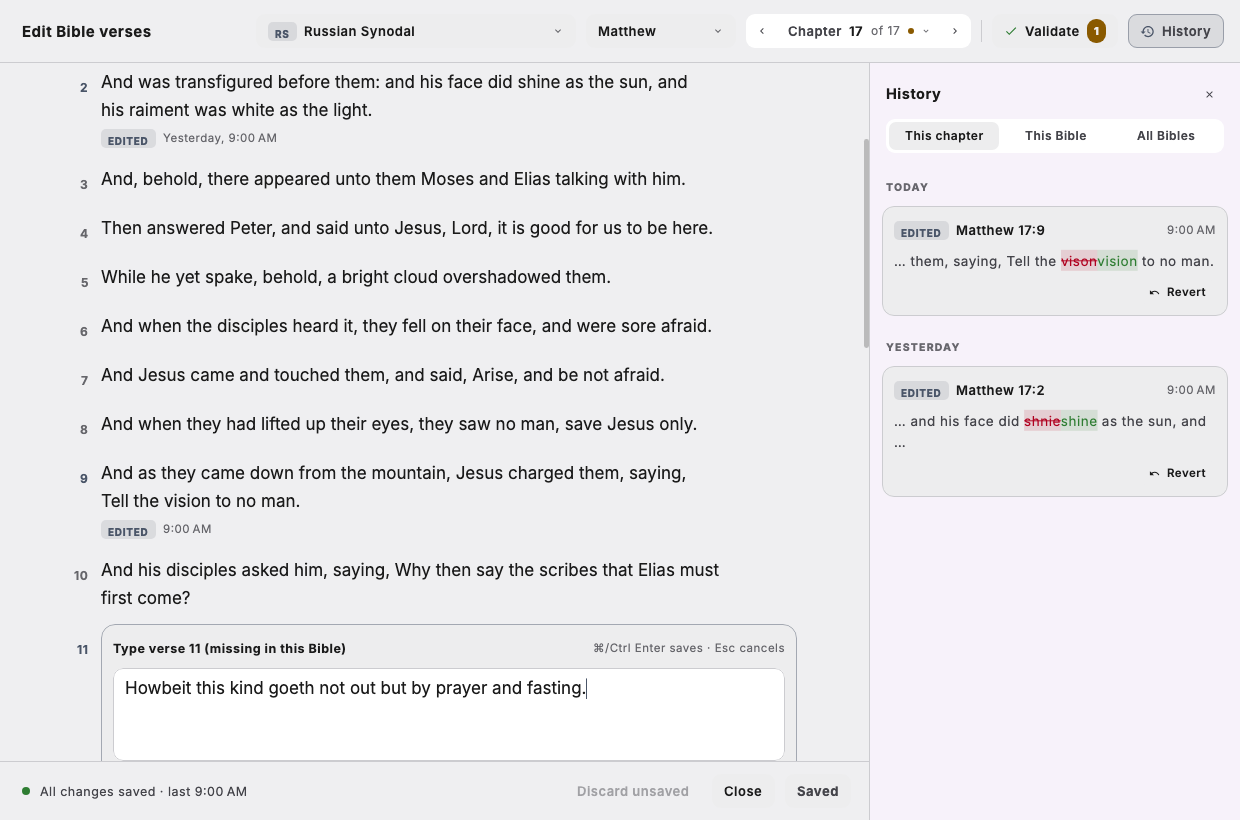 Edit Bible verses
RS Russian Synodal
Matthew
Chapter 17 of 17
Validate 1
History
2 And was transfigured before them: and his face did shine as the sun, and
his raiment was white as the light.
EDITED Yesterday, 9:00 AM
3 And, behold, there appeared unto them Moses and Elias talking with him.
4 Then answered Peter, and said unto Jesus, Lord, it is good for us to be here.
5 While he yet spake, behold, a bright cloud overshadowed them.
6 And when the disciples heard it, they fell on their face, and were sore afraid.
7 And Jesus came and touched them, and said, Arise, and be not afraid.
8 And when they had lifted up their eyes, they saw no man, save Jesus only.
9 And as they came down from the mountain, Jesus charged them, saying,
Tell the vision to no man.
EDITED 9:00 AM
10 And his disciples asked him, saying, Why then say the scribes that Elias must
first come?
11 Type verse 11 (missing in this Bible) ⌘/Ctrl Enter saves · Esc cancels
Howbeit this kind goeth not out but by prayer and fasting.
All changes saved · last 9:00 AM
Discard unsaved
Close
Saved
History ×
This chapter
This Bible
All Bibles
TODAY
EDITED Matthew 17:9 9:00 AM
... them, saying, Tell the visonvision to no man.
Revert
YESTERDAY
EDITED Matthew 17:2 9:00 AM
... and his face did shnieshine as the sun, and
...
Revert